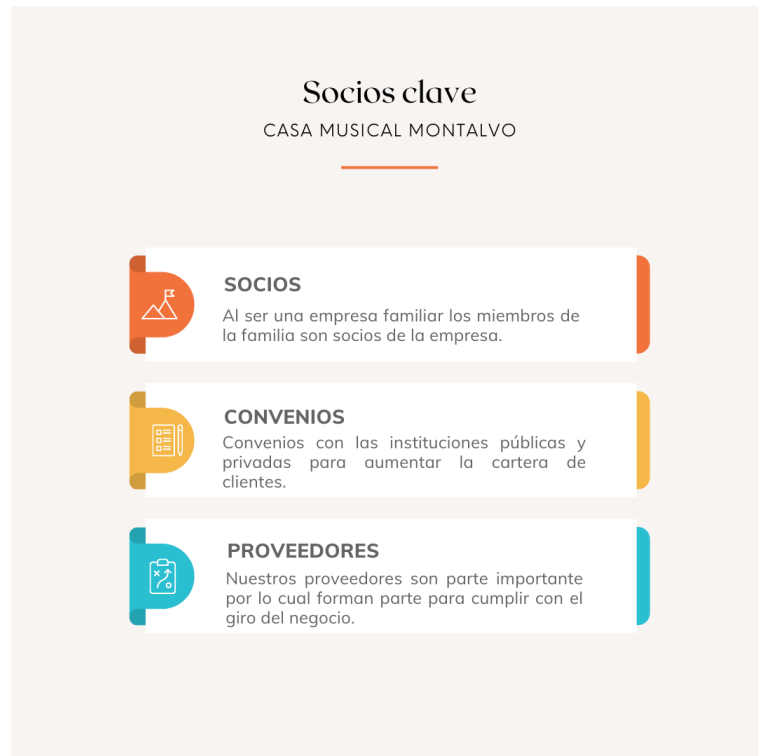 Socios clave
CASA MUSICAL MONTALVO
SOCIOS
Al ser una empresa familiar los miembros de
la familia son socios de la empresa.
CONVENIOS
Convenios con las instituciones públicas y
privadas para aumentar la cartera de
clientes.
PROVEEDORES
Nuestros proveedores son parte importante
por lo cual forman parte para cumplir con el
giro del negocio.